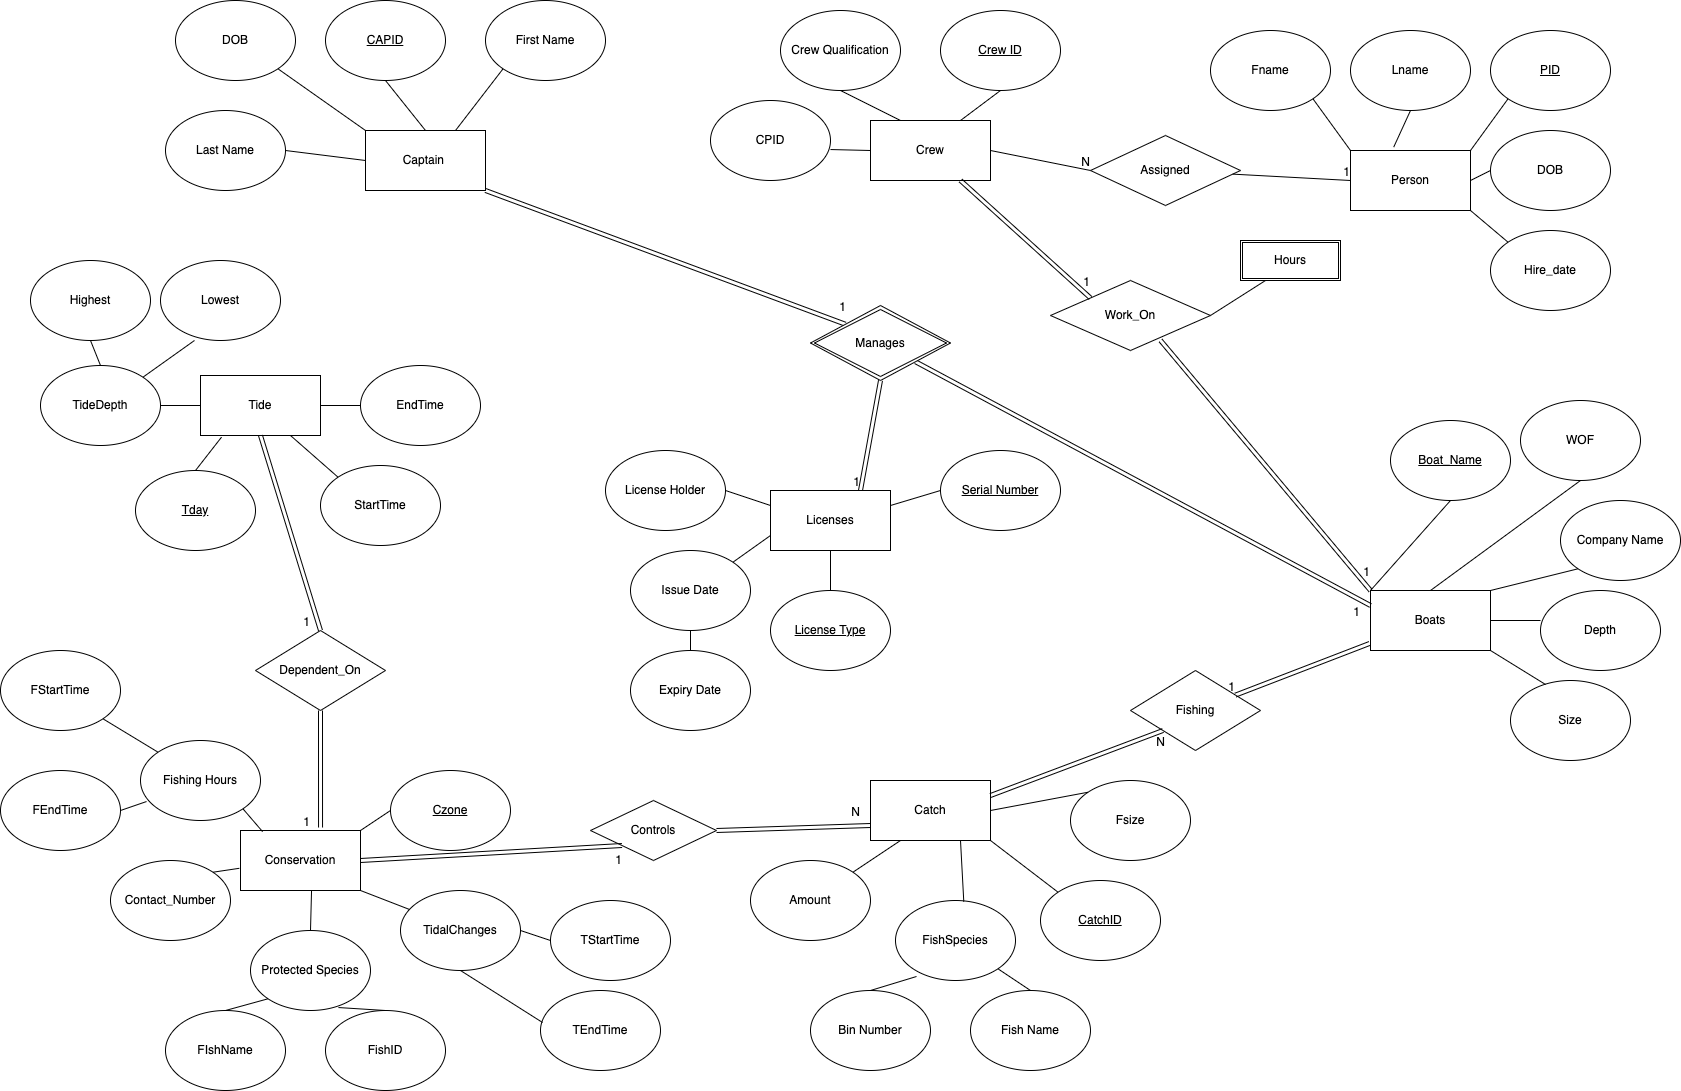 DOB
CAPID
First Name
Last Name
Captain
Crew Qualification
Crew ID
CPID
Crew
N
Assigned
1
Fname
Lname
PID
Person
DOB
Hire_date
Hours
1
Work_On
1
Manages
Highest
Lowest
TideDepth
Tide
EndTime
Tday
StartTime
1
License Holder
Serial Number
Licenses
Issue Date
License Type
Expiry Date
Boat_Name
WOF
Company Name
1
1
Boats
Depth
Size
1
Dependent_On
1
Fishing
N
FStartTime
Fishing Hours
FEndTime
1
Czone
Conservation
Controls
1
N
Catch
Fsize
Amount
FishSpecies
CatchID
Bin Number
Fish Name
Contact_Number
TidalChanges
TStartTime
TEndTime
Protected Species
FIshName
FishID